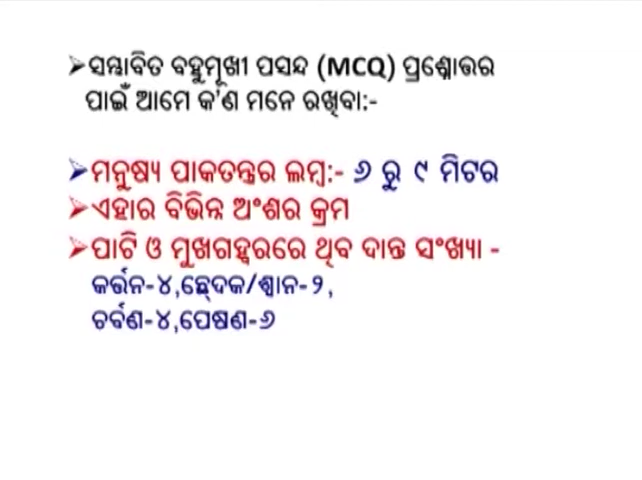 ➢ସମ୍ଭାବିତ ବହୁମୂଖୀ ପସନ୍ଦ (MCQ) ପ୍ରଶ୍ନୋତ୍ତର
ପାଇଁ ଆମେ କ'ଣ ମନେ ରଖିବା:-
➢ମନୁଷ୍ୟ ପାକତନ୍ତ୍ରର ଲମ୍ବ:- ୬ ରୁ ୯ ମିଟର
➢ଏହାର ବିଭିନ୍ନ ଅଂଶର କ୍ରମ
➢ପାଟି ଓ ମୁଖଗହ୍ୱରରେ ଥିବ ଦାନ୍ତ ସଂଖ୍ୟା -
କର୍ତ୍ତନ-୪,ଛେ୍ଦକ/ଶ୍ୱାନ-୨,
ଚର୍ବଣ-୪,ପେଷଣ-୬